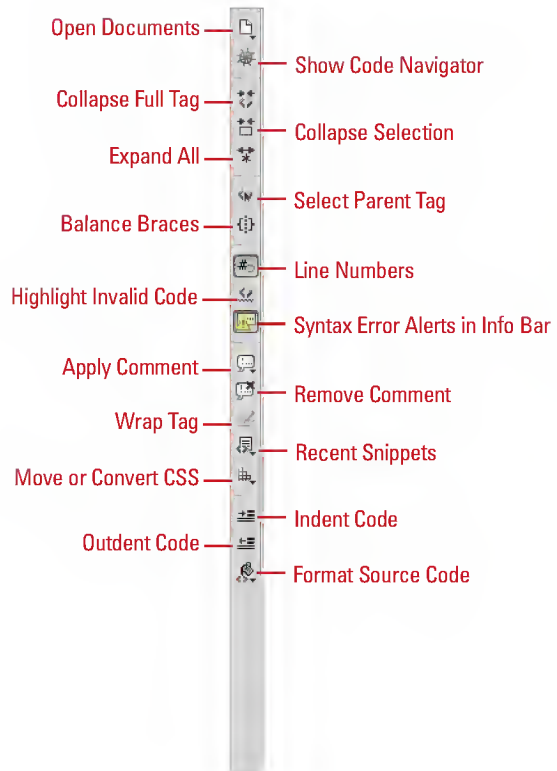 Open Documents
Show Code Navigator
Collapse Full Tag
Collapse Selection
Expand All
Select Parent Tag
Balance Braces
Line Numbers
Highlight Invalid Code
Syntax Error Alerts in Info Bar
Apply Comment
Remove Comment
Wrap Tag
Recent Snippets
Move or Convert CSS
Indent Code
Outdent Code
Format Source Code